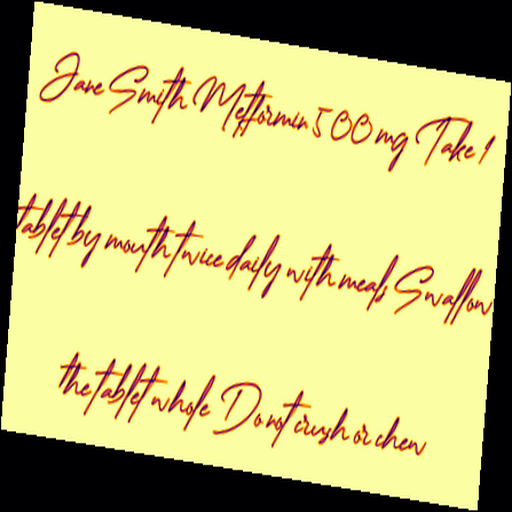 Jane Smith Metformin 500 mg Take 1
tablet by mouth twice daily with meals Swallow
the tablet whole Do not crush or chew